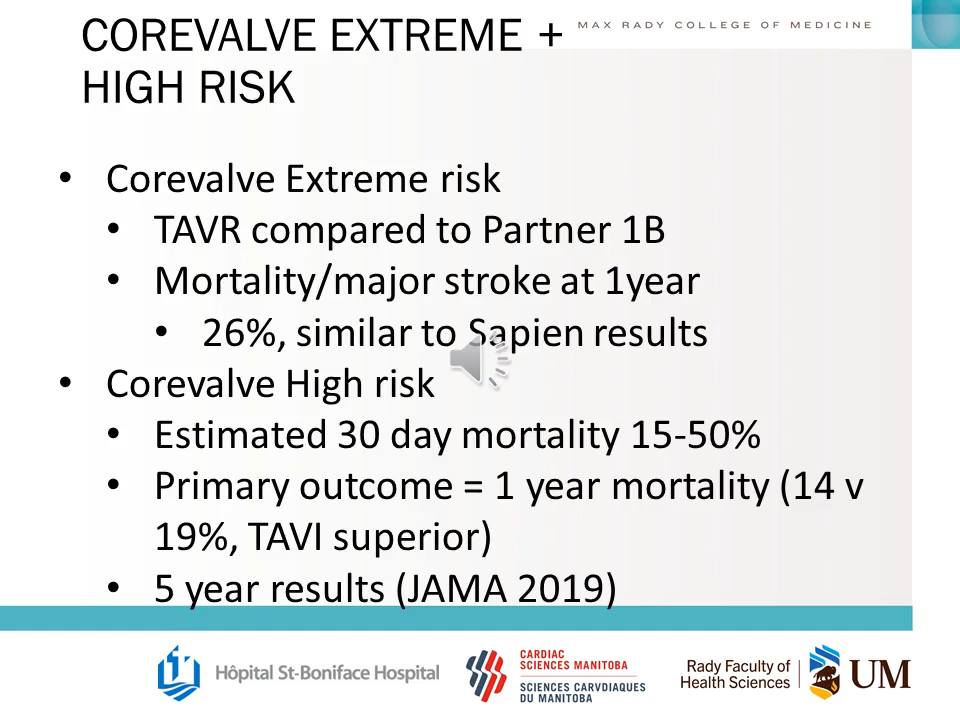 COREVALVE EXTREME +
HIGH RISK
MAX RADY COLLEGE OF MEDICINE
• Corevalve Extreme risk
• TAVR compared to Partner 1B
• Mortality/major stroke at 1year
• 26%, similar to Sapien results
• Corevalve High risk
• Estimated 30 day mortality 15-50%
• Primary outcome = 1 year mortality (14 v
19%, TAVI superior)
• 5 year results (JAMA 2019)
Hôpital St-Boniface Hospital
CARDIAC
SCIENCES MANITOBA
SCIENCES CARVDIAQUES
DU MANITOBA
Rady Faculty of
Health Sciences
UM